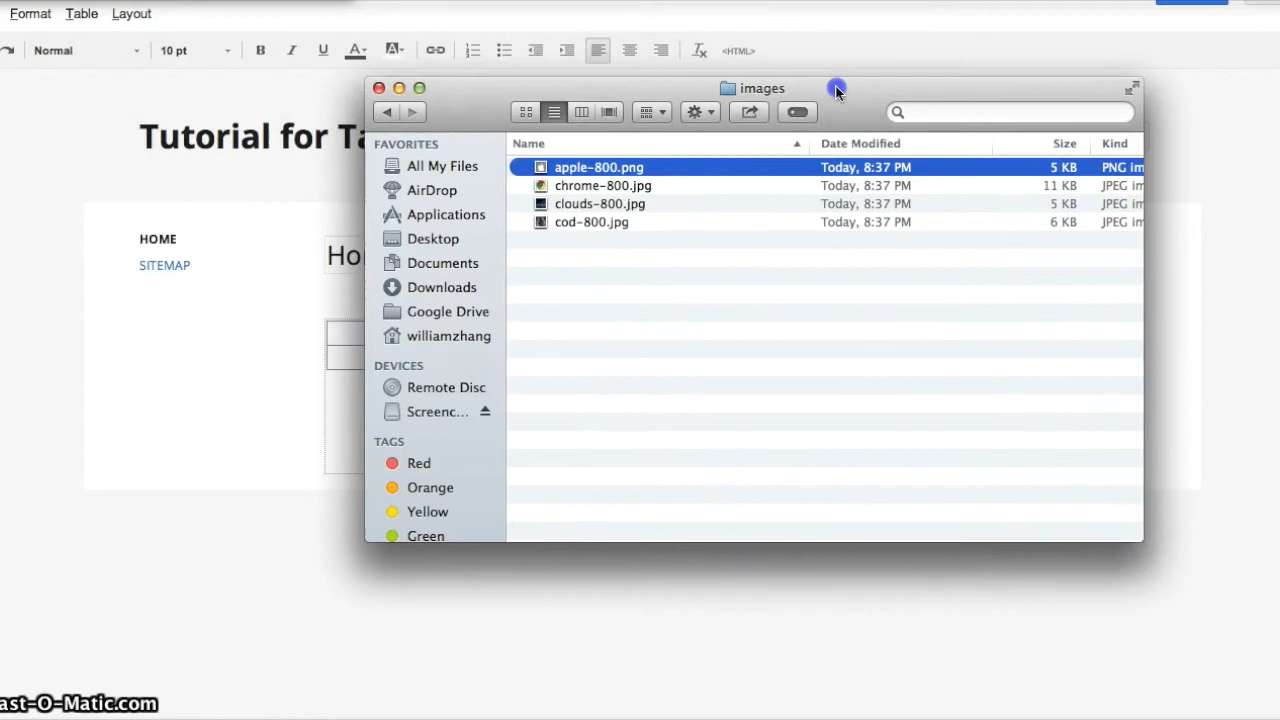 Format Table Layout
Normal 10 pt B I U A A <HTML>
images
Tutorial for Ta
FAVORITES
All My Files
AirDrop
Applications
Desktop
Documents
Downloads
Google Drive
williamzhang
DEVICES
Remote Disc
Screenc...
TAGS
Red
Orange
Yellow
Green
Name Date Modified Size Kind
apple-800.png Today, 8:37 PM 5 KB PNG im
chrome-800.jpg Today, 8:37 PM 11 KB JPEG im
clouds-800.jpg Today, 8:37 PM 5 KB JPEG im
cod-800.jpg Today, 8:37 PM 6 KB JPEG im
HOME
SITEMAP
Ho
ast-O-Matic.com